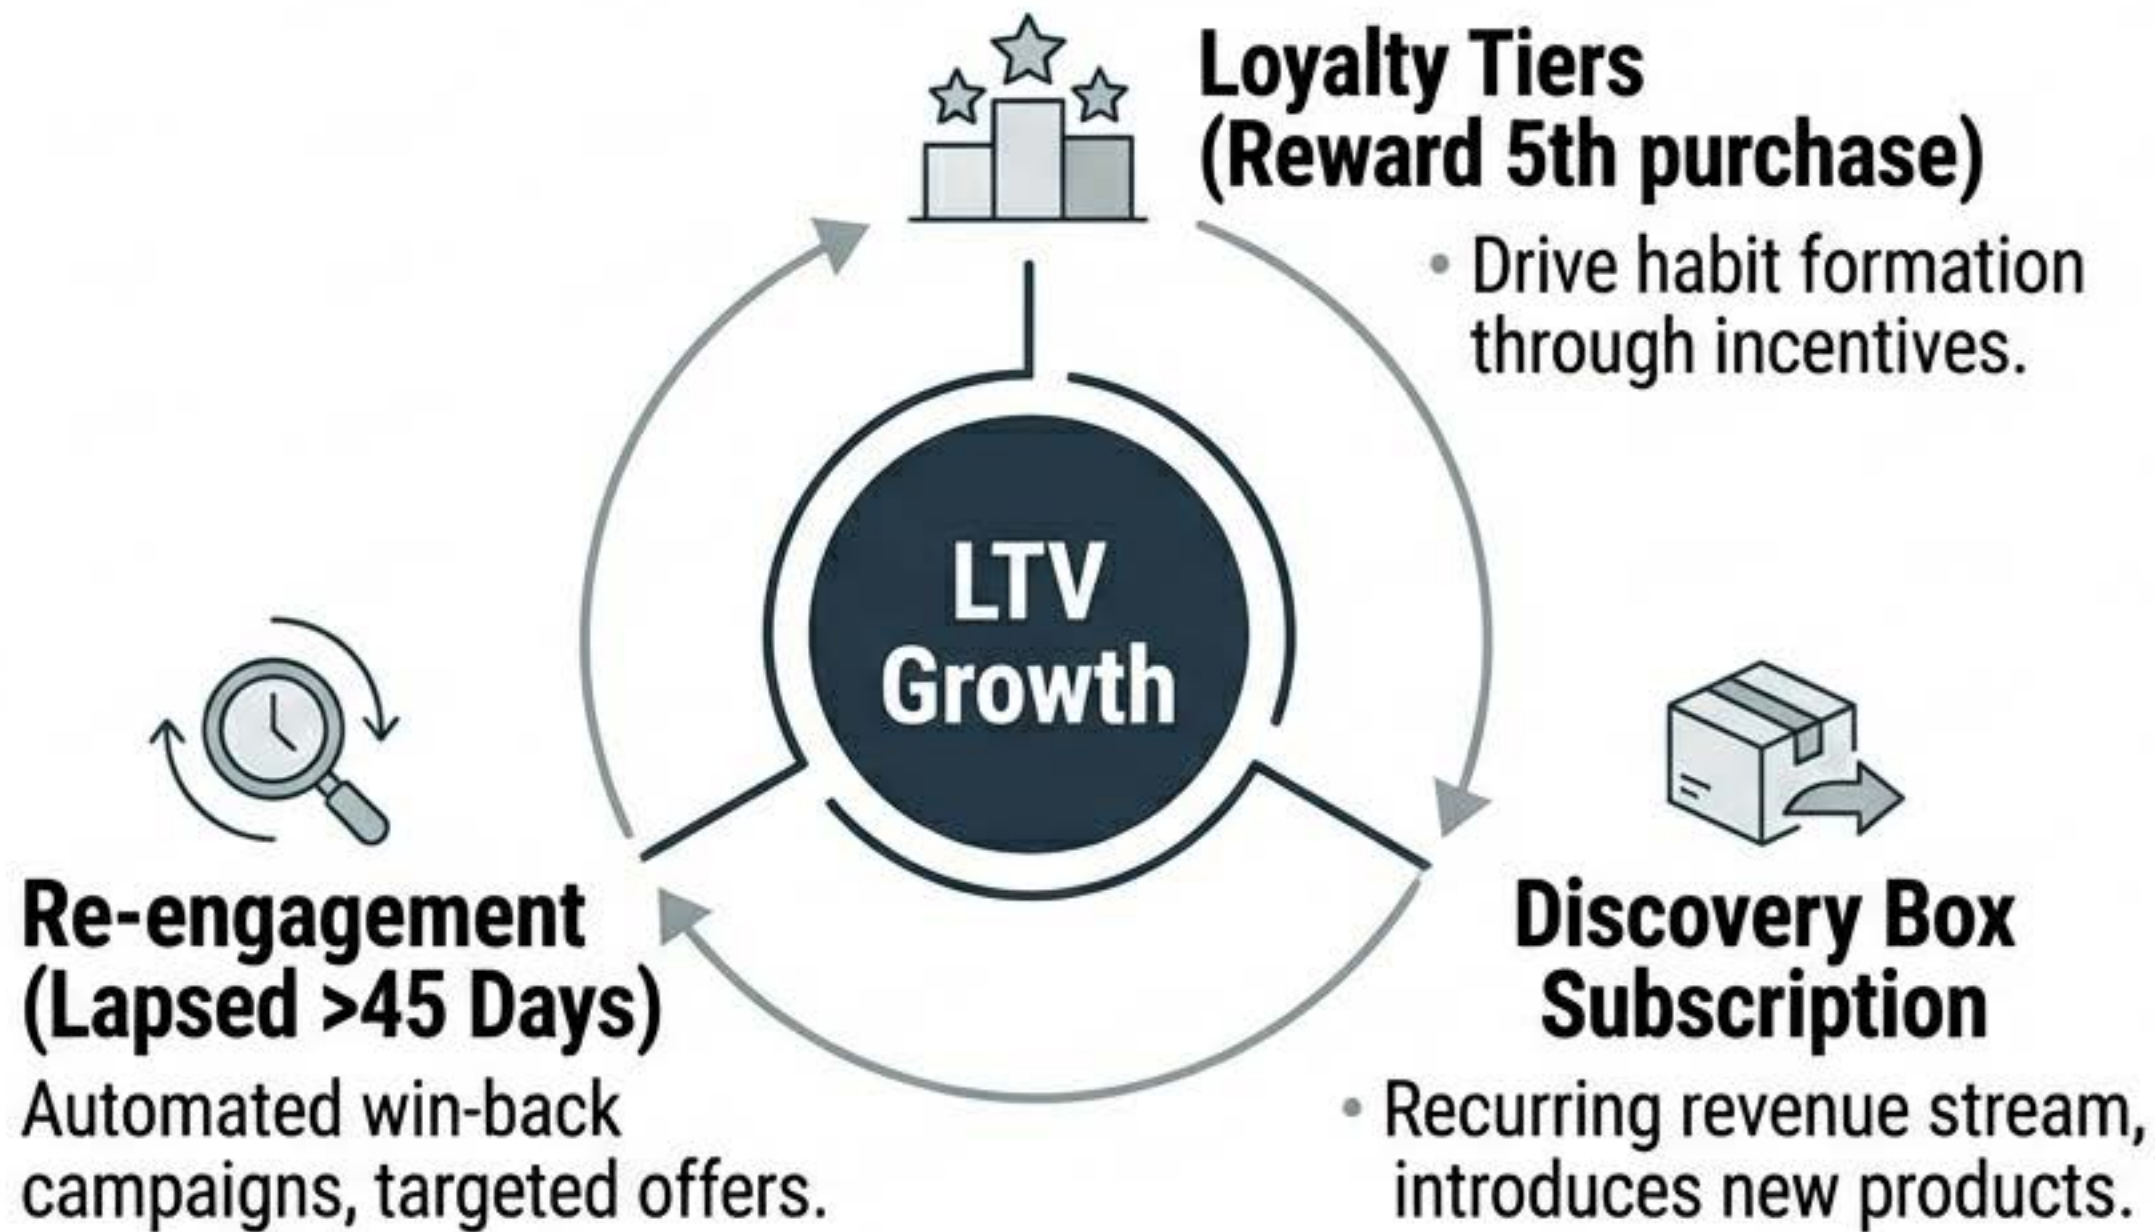 Loyalty Tiers
(Reward 5th purchase)
• Drive habit formation
through incentives.
LTV
Growth
Re-engagement
(Lapsed >45 Days)
Automated win-back
campaigns, targeted offers.
Discovery Box
Subscription
• Recurring revenue stream,
introduces new products.